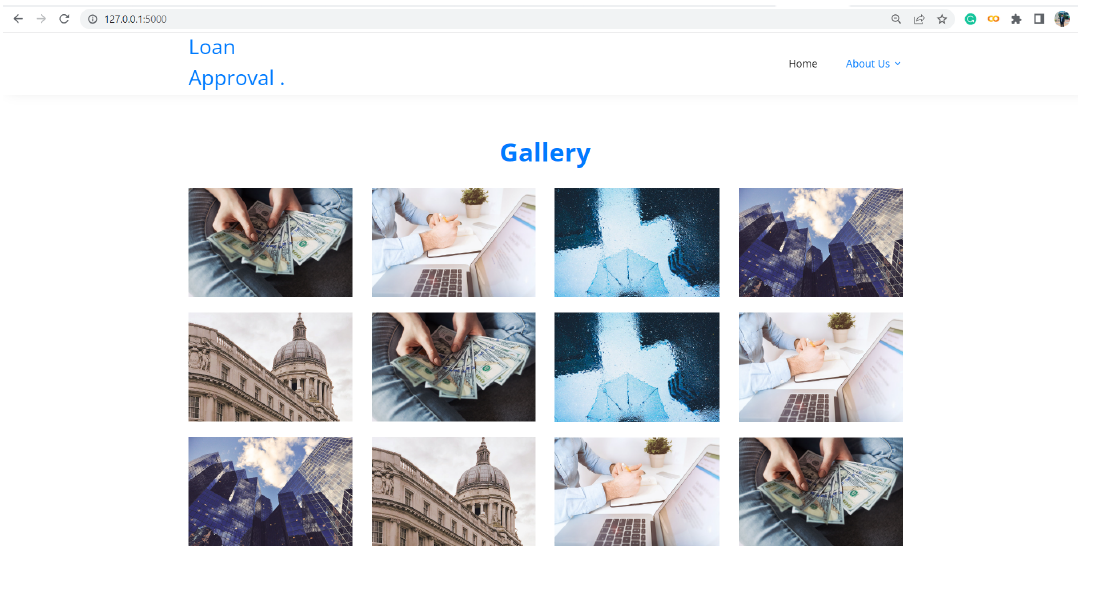 127.0.0.1:5000
Loan
Approval .
Home
About Us
Gallery